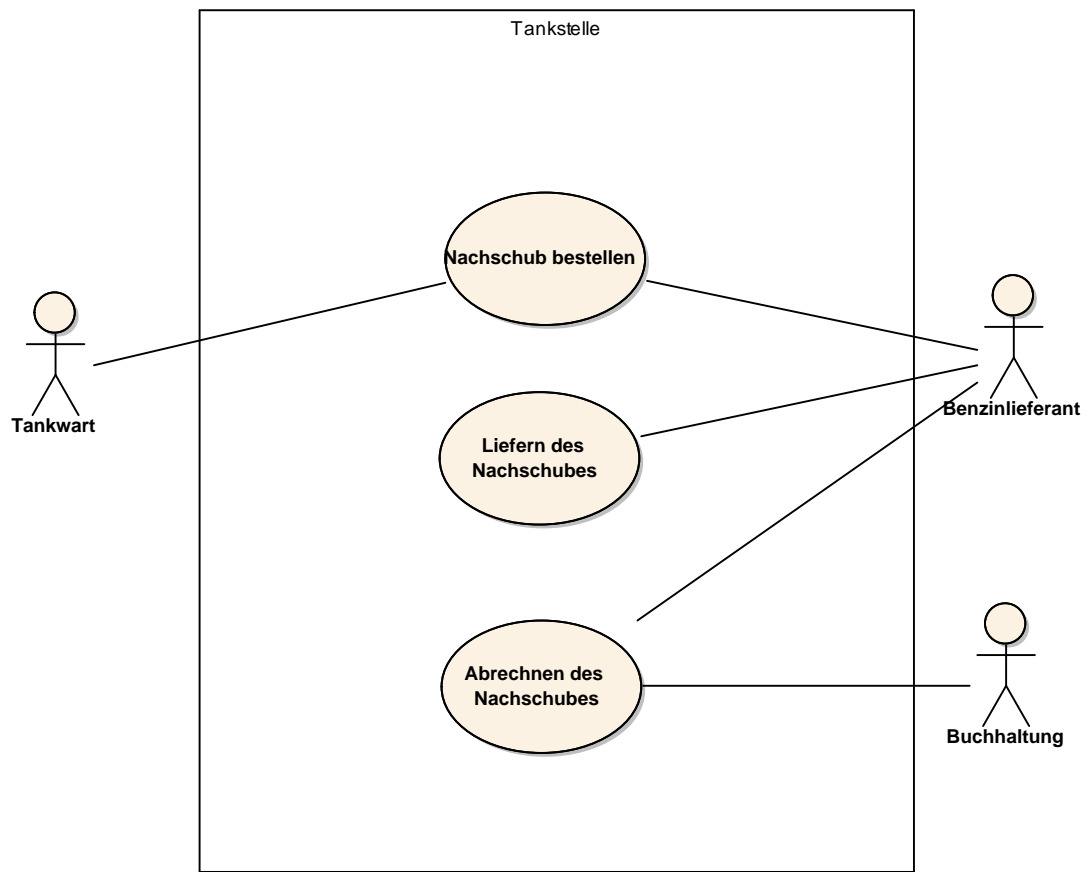 Tankstelle
Nachschub bestellen
Tankwart
Benzinlieferant
Liefern des
Nachschubes
Abrechnen des
Nachschubes
Buchhaltung